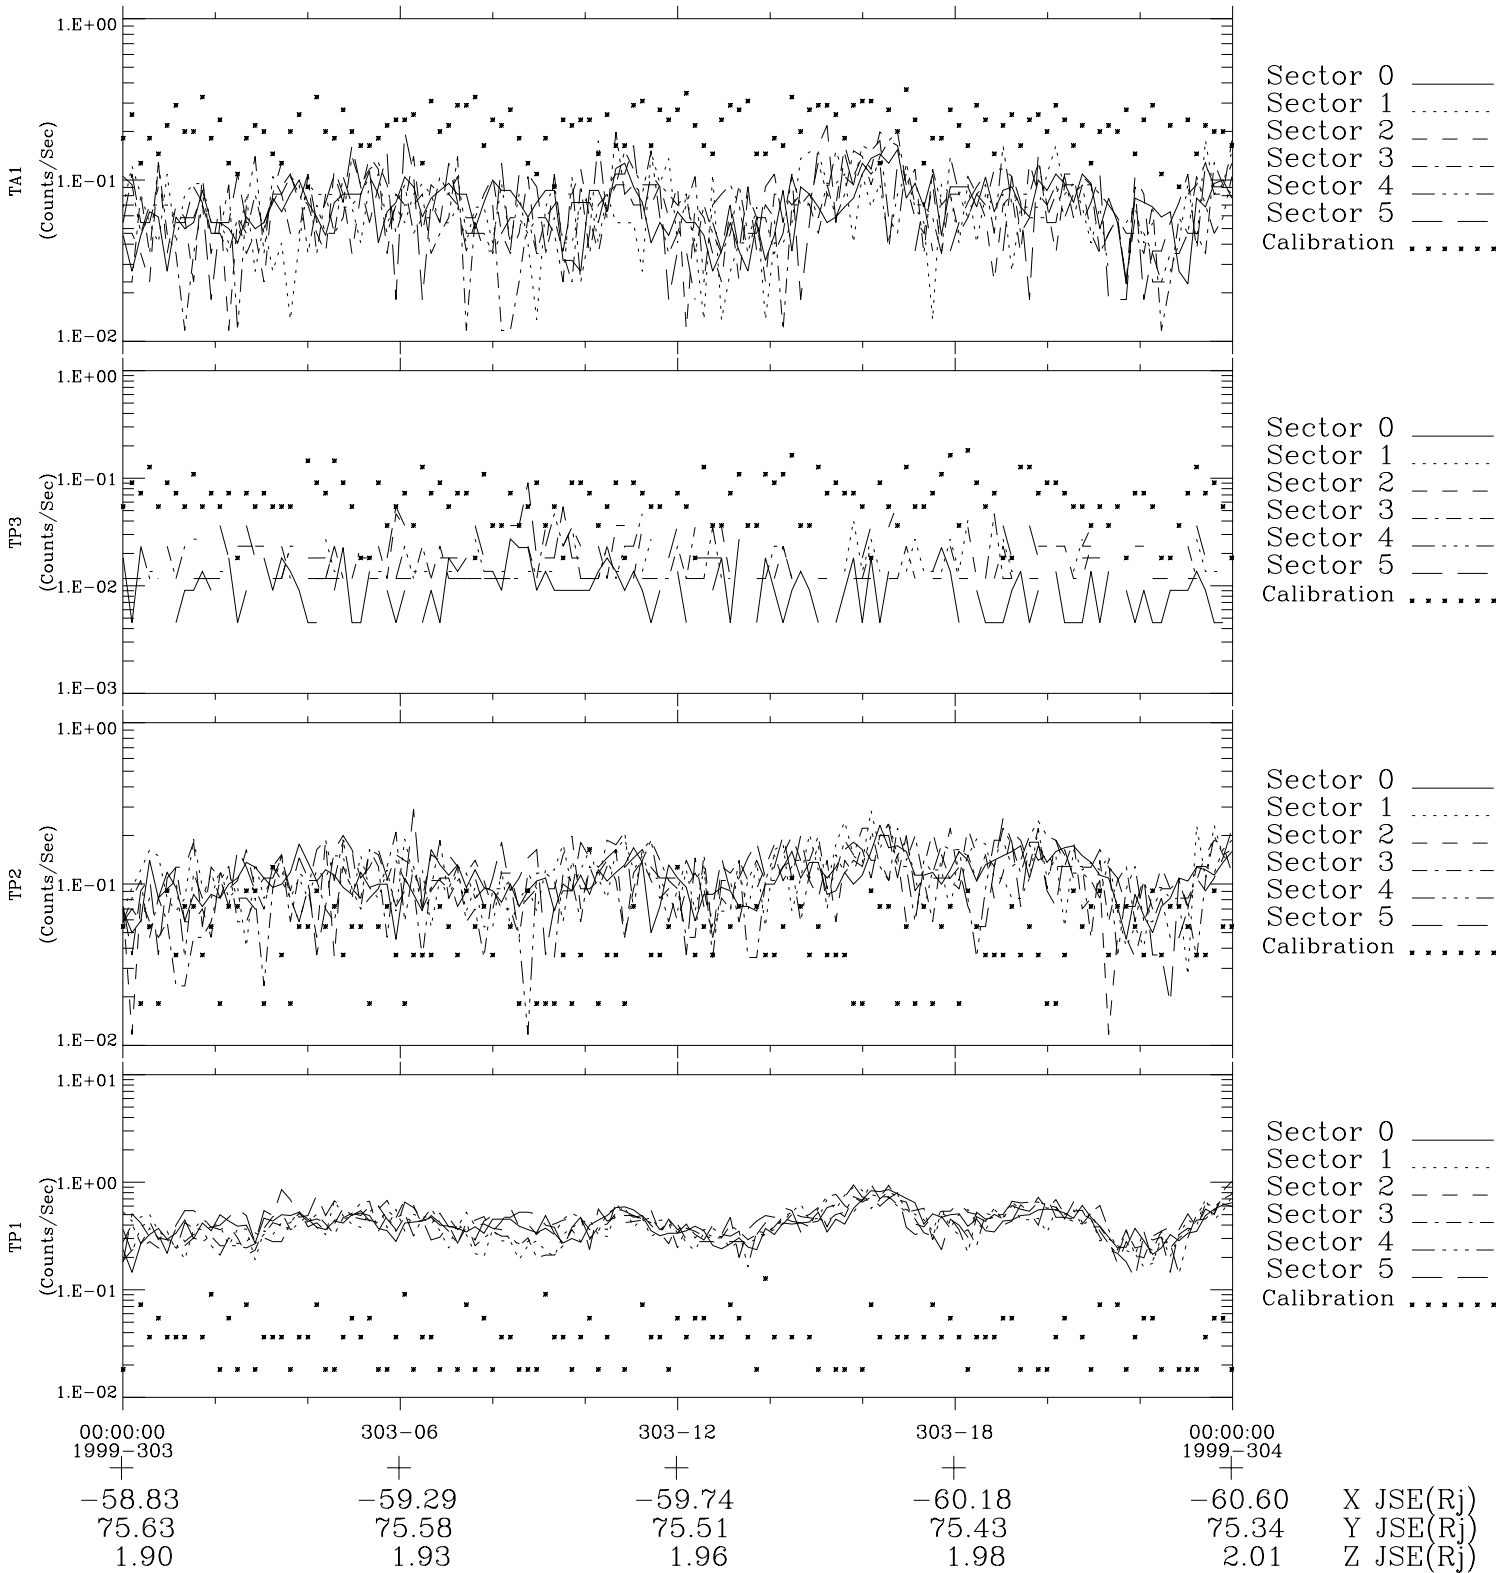 1.E+00
1.E-01
1.E-02
TA1
(Counts/Sec)
Sector 0
Sector 1
Sector 2
Sector 3
Sector 4
Sector 5
Calibration
1.E+00
1.E-01
1.E-02
1.E-03
TP3
(Counts/Sec)
Sector 0
Sector 1
Sector 2
Sector 3
Sector 4
Sector 5
Calibration
1.E+00
1.E-01
1.E-02
TP2
(Counts/Sec)
Sector 0
Sector 1
Sector 2
Sector 3
Sector 4
Sector 5
Calibration
1.E+01
1.E+00
1.E-01
1.E-02
TP1
(Counts/Sec)
Sector 0
Sector 1
Sector 2
Sector 3
Sector 4
Sector 5
Calibration
00:00:00 303-06 303-12 303-18 00:00:00
1999-303 1999-304
-58.83 -59.29 -59.74 -60.18 -60.60 X JSE(Rj)
75.63 75.58 75.51 75.43 75.34 Y JSE(Rj)
1.90 1.93 1.96 1.98 2.01 Z JSE(Rj)